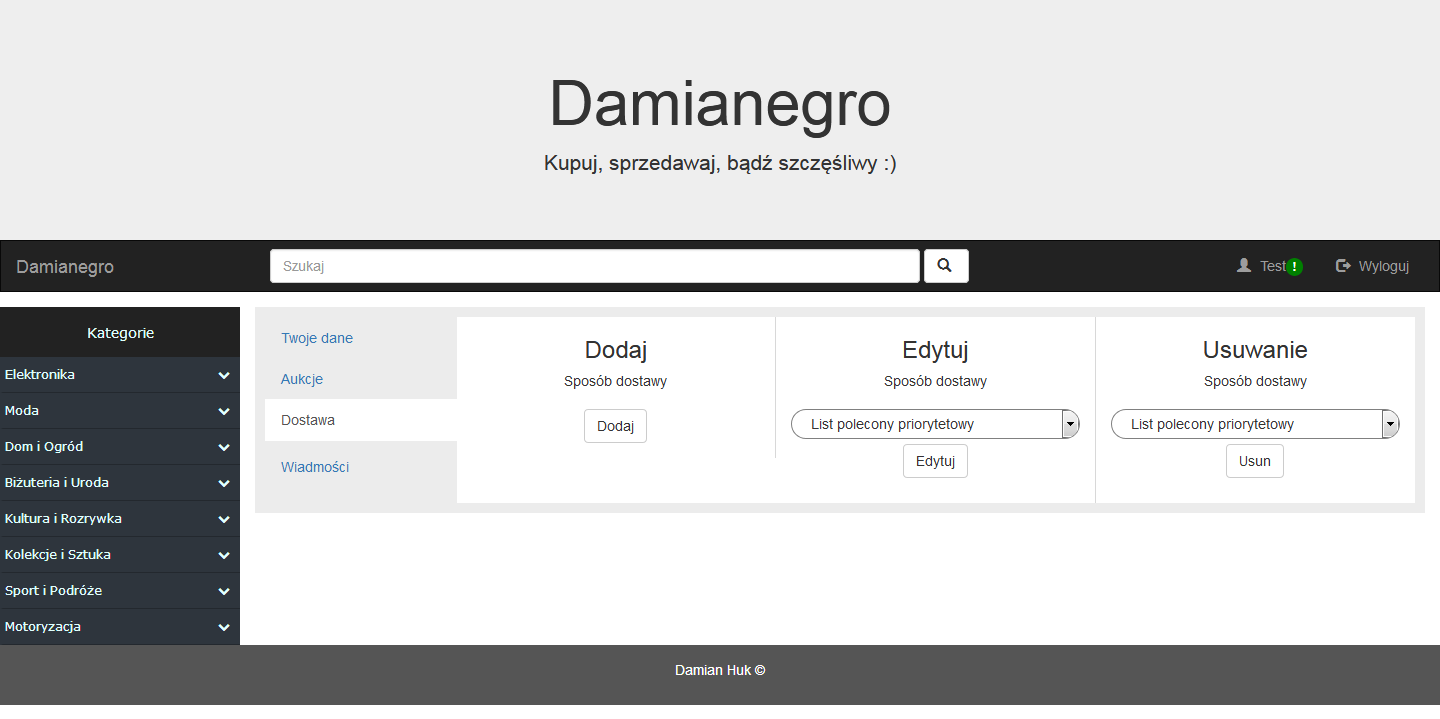 Damianegro
Kupuj, sprzedawaj, bądź szczęśliwy :)
Damianegro
Szukaj
Test!
Wyloguj
Kategorie
Elektronika
Moda
Dom i Ogród
Biżuteria i Uroda
Kultura i Rozrywka
Kolekcje i Sztuka
Sport i Podróże
Motoryzacja
Twoje dane
Aukcje
Dostawa
Wiadmości
Dodaj
Sposób dostawy
Dodaj
Edytuj
Sposób dostawy
List polecony priorytetowy
Edytuj
Usuwanie
Sposób dostawy
List polecony priorytetowy
Usun
Damian Huk ©